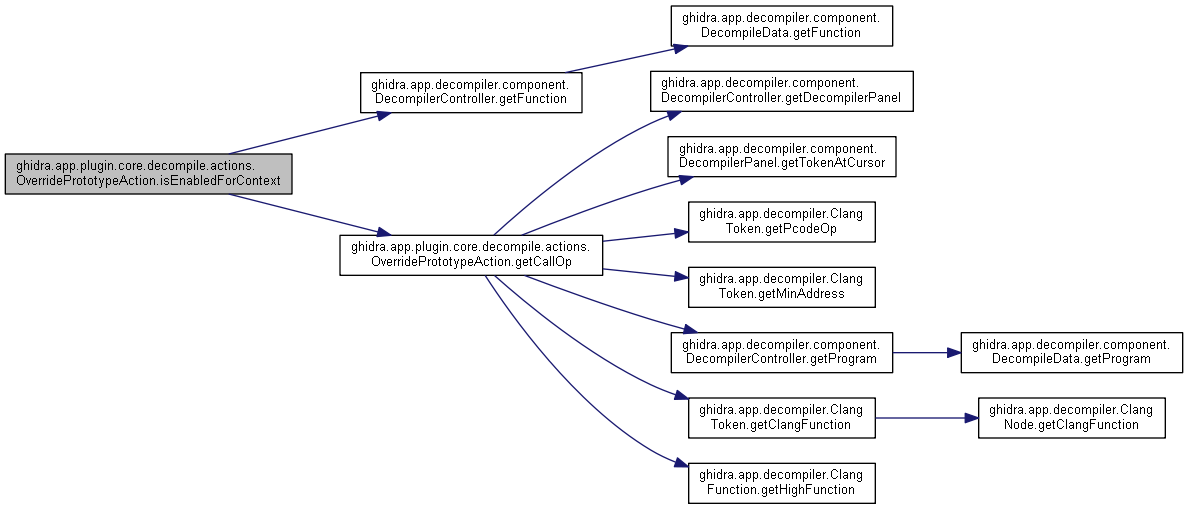 ghidra.app.plugin.core.decompile.actions.
OverridePrototypeAction.isEnabledForContext
ghidra.app.decompiler.component.
DecompilerController.getFunction
ghidra.app.decompiler.component.
DecompileData.getFunction
ghidra.app.plugin.core.decompile.actions.
OverridePrototypeAction.getCallOp
ghidra.app.decompiler.component.
DecompilerController.getDecompilerPanel
ghidra.app.decompiler.component.
DecompilerPanel.getTokenAtCursor
ghidra.app.decompiler.Clang
Token.getPcodeOp
ghidra.app.decompiler.Clang
Token.getMinAddress
ghidra.app.decompiler.component.
DecompilerController.getProgram
ghidra.app.decompiler.component.
DecompileData.getProgram
ghidra.app.decompiler.Clang
Token.getClangFunction
ghidra.app.decompiler.Clang
Node.getClangFunction
ghidra.app.decompiler.Clang
Function.getHighFunction